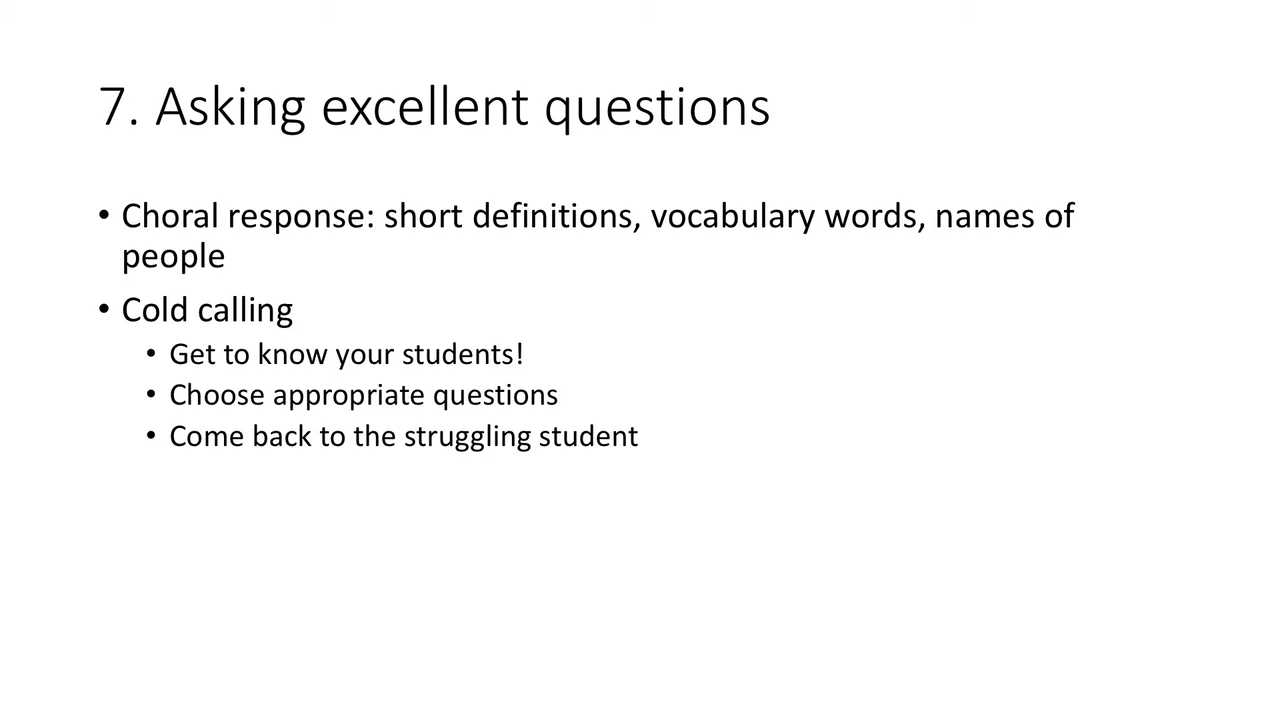 7. Asking excellent questions
• Choral response: short definitions, vocabulary words, names of
people
• Cold calling
• Get to know your students!
• Choose appropriate questions
• Come back to the struggling student